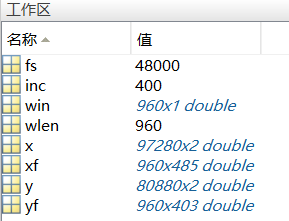 工作区
名称 值
fs 48000
inc 400
win 960x1 double
wlen 960
x 97280x2 double
xf 960x485 double
y 80880x2 double
yf 960x403 double